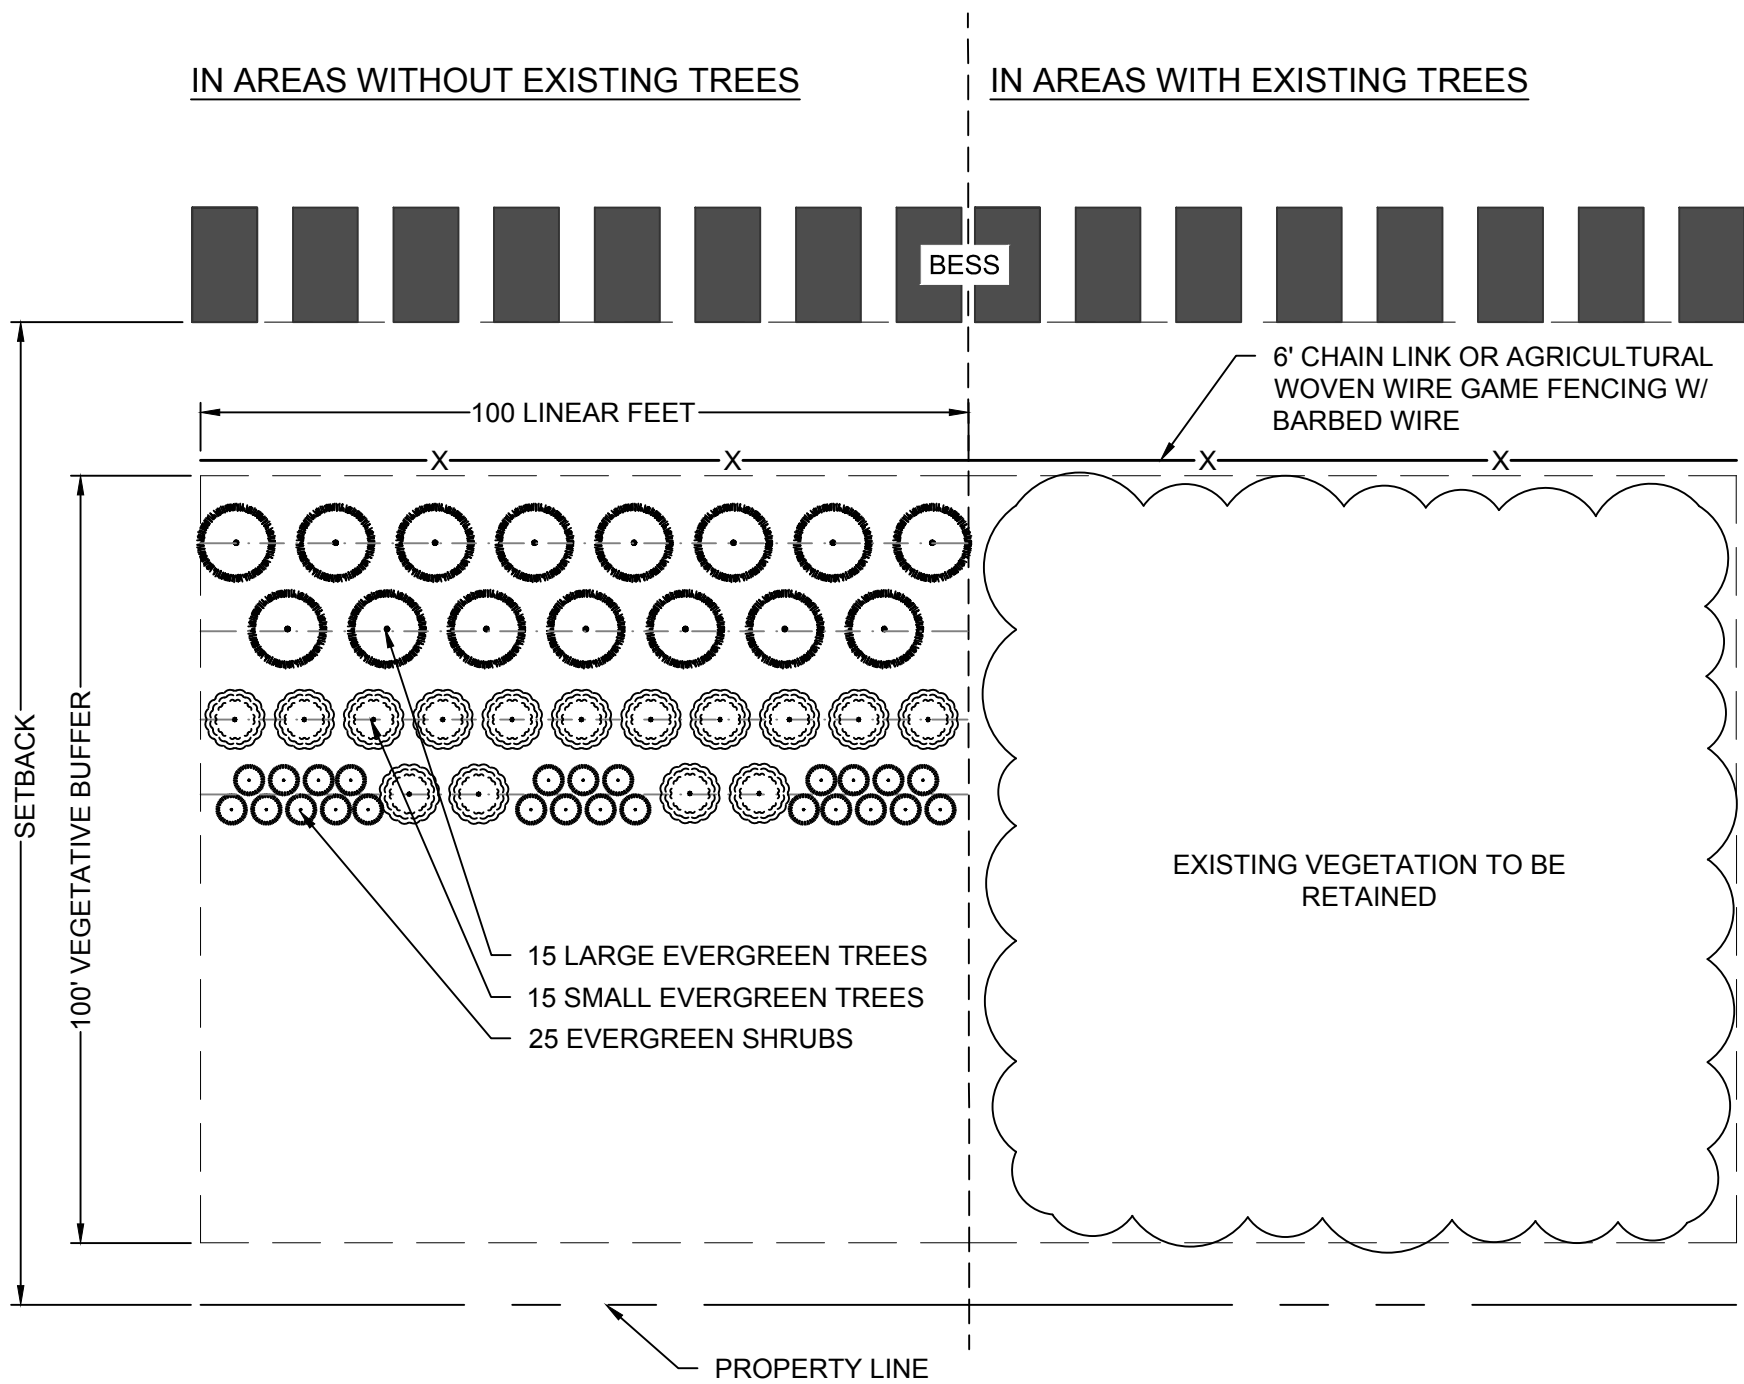 IN AREAS WITHOUT EXISTING TREES
IN AREAS WITH EXISTING TREES
BESS
6' CHAIN LINK OR AGRICULTURAL
WOVEN WIRE GAME FENCING W/
BARBED WIRE
100 LINEAR FEET
X X X X
SETBACK
100' VEGETATIVE BUFFER
EXISTING VEGETATION TO BE
RETAINED
15 LARGE EVERGREEN TREES
15 SMALL EVERGREEN TREES
25 EVERGREEN SHRUBS
PROPERTY LINE